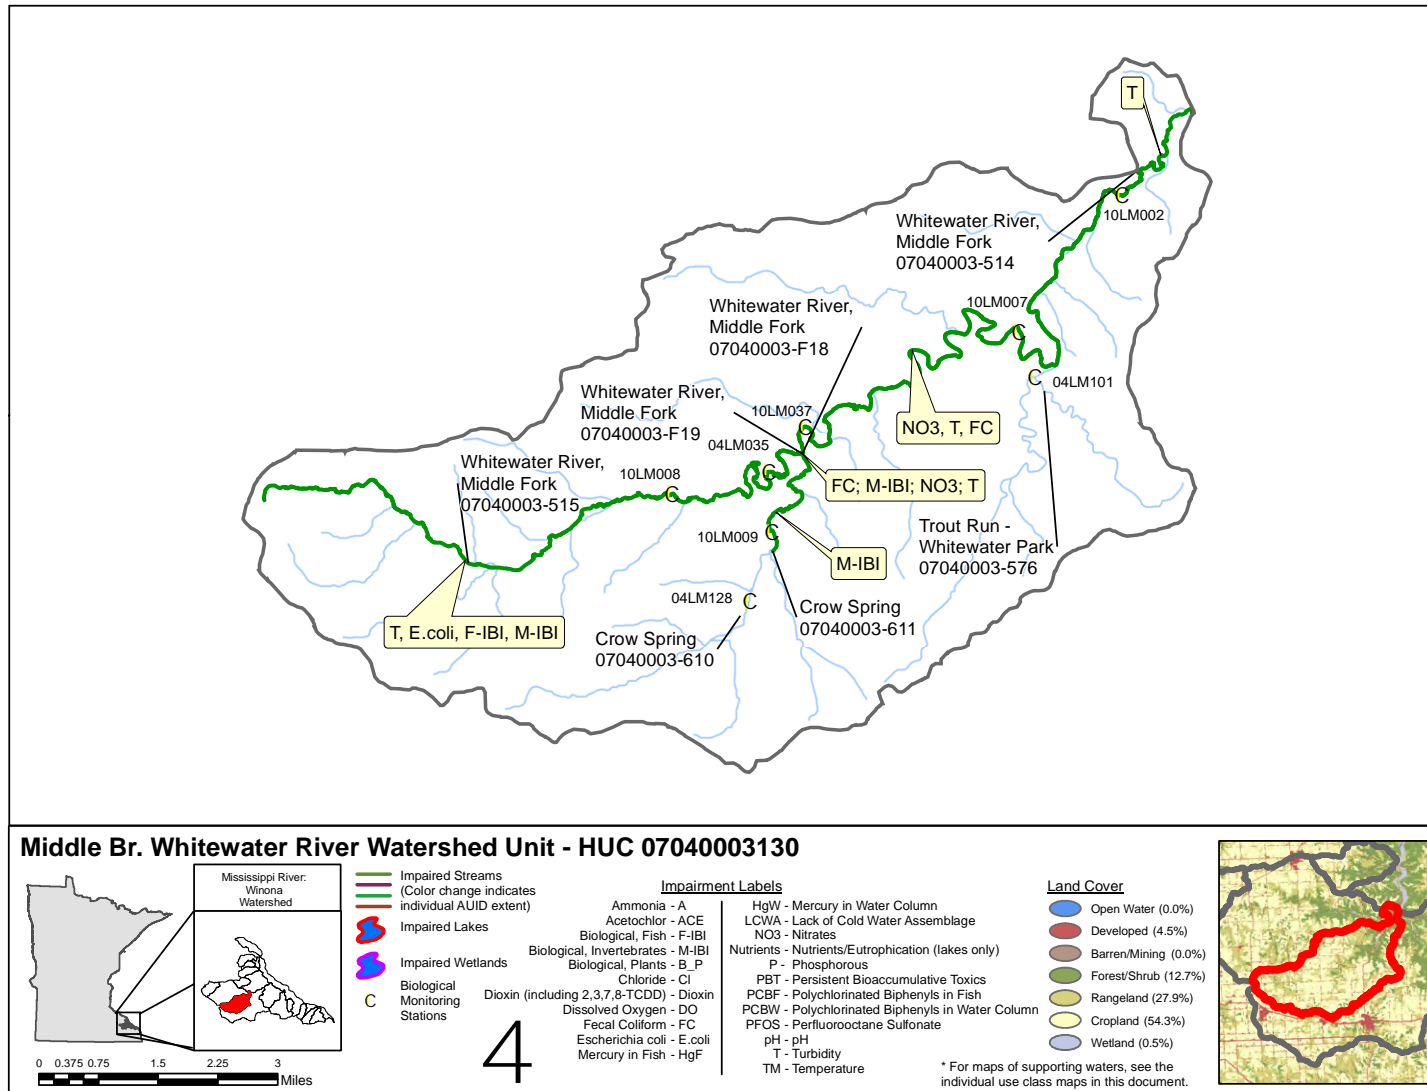 T
10LM002
Whitewater River,
Middle Fork
07040003-514
10LM007
Whitewater River,
Middle Fork
07040003-F18
C
C
C
04LM101
Whitewater River,
Middle Fork
07040003-F19
10LM037
C
NO3, T, FC
04LM035
C
Whitewater River,
Middle Fork
07040003-515
10LM008
C
FC; M-IBI; NO3; T
10LM009
C
M-IBI
Trout Run -
Whitewater Park
07040003-576
04LM128
C
Crow Spring
07040003-611
T, E.coli, F-IBI, M-IBI
Crow Spring
07040003-610
Middle Br. Whitewater River Watershed Unit - HUC 07040003130
Mississippi River:
Winona
Watershed
Impaired Streams
(Color change indicates
individual AUID extent)
Impaired Lakes
Impaired Wetlands
C
Biological
Monitoring
Stations
0 0.375 0.75 1.5 2.25 3
Miles
4
Impairment Labels
Ammonia - A
Acetochlor - ACE
Biological, Fish - F-IBI
Biological, Invertebrates - M-IBI
Biological, Plants - B_P
Chloride - Cl
Dioxin (including 2,3,7,8-TCDD) - Dioxin
Dissolved Oxygen - DO
Fecal Coliform - FC
Escherichia coli - E.coli
Mercury in Fish - HgF
HgW - Mercury in Water Column
LCWA - Lack of Cold Water Assemblage
NO3 - Nitrates
Nutrients - Nutrients/Eutrophication (lakes only)
P - Phosphorous
PBT - Persistent Bioaccumulative Toxics
PCBF - Polychlorinated Biphenyls in Fish
PCBW - Polychlorinated Biphenyls in Water Column
PFOS - Perfluorooctane Sulfonate
pH - pH
T - Turbidity
TM - Temperature
Land Cover
Open Water (0.0%)
Developed (4.5%)
Barren/Mining (0.0%)
Forest/Shrub (12.7%)
Rangeland (27.9%)
Cropland (54.3%)
Wetland (0.5%)
* For maps of supporting waters, see the
individual use class maps in this document.